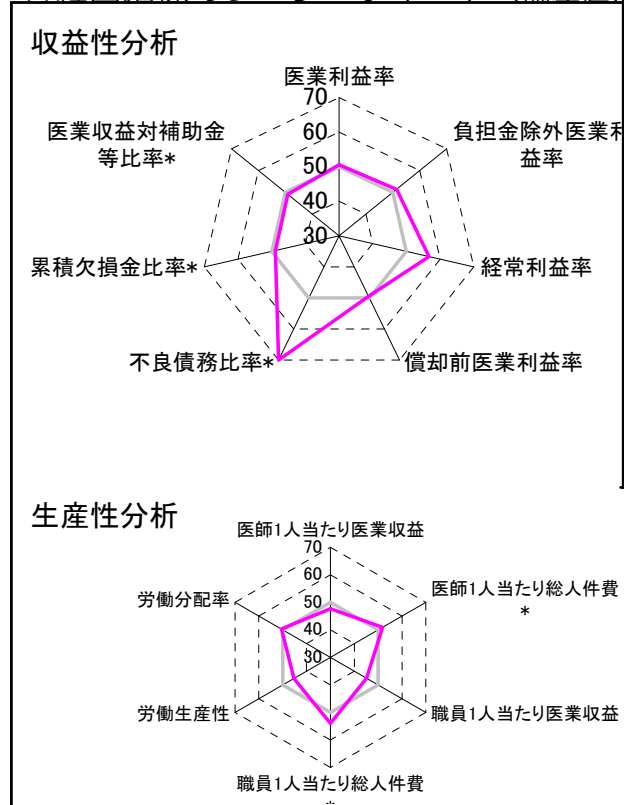 収益性分析
医業利益率
70
60
50
40
30
負担金除外医業利
益率
経常利益率
償却前医業利益率
不良債務比率*
累積欠損金比率*
医業収益対補助金
等比率*
生産性分析
医師1人当たり医業収益
70
60
50
40
30
医師1人当たり総人件費
*
職員1人当たり医業収益
職員1人当たり総人件費
*
労働生産性
労働分配率